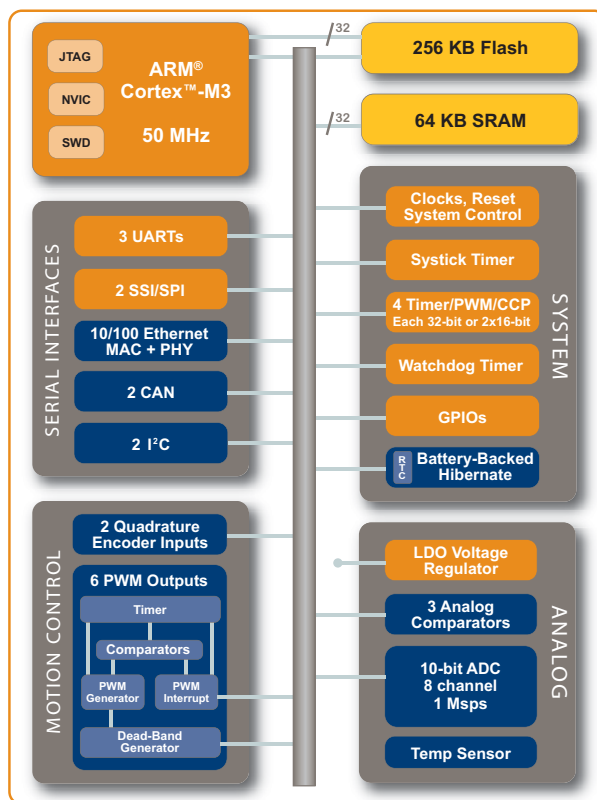 ARM®
Cortex™-M3
50 MHz
JTAG
NVIC
SWD
32
256 KB Flash
32
64 KB SRAM
SERIAL INTERFACES
3 UARTs
2 SSI/SPI
10/100 Ethernet
MAC + PHY
2 CAN
2 I²C
SYSTEM
Clocks, Reset
System Control
Systick Timer
4 Timer/PWM/CCP
Each 32-bit or 2x16-bit
Watchdog Timer
GPIOs
RTC
Battery-Backed
Hibernate
MOTION CONTROL
2 Quadrature
Encoder Inputs
6 PWM Outputs
Timer
Comparators
PWM
Generator
PWM
Interrupt
Dead-Band
Generator
ANALOG
LDO Voltage
Regulator
3 Analog
Comparators
10-bit ADC
8 channel
1 Msps
Temp Sensor